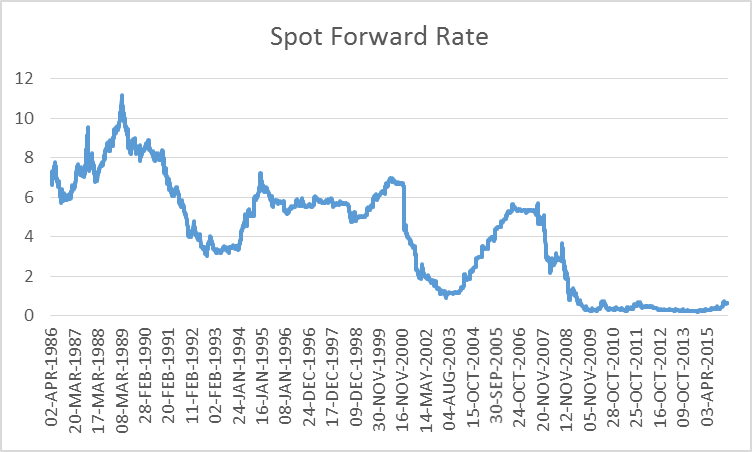 Spot Forward Rate
12
10
8
6
4
2
0
02-APR-1986
20-MAR-1987
17-MAR-1988
08-MAR-1989
28-FEB-1990
20-FEB-1991
11-FEB-1992
02-FEB-1993
24-JAN-1994
16-JAN-1995
08-JAN-1996
24-DEC-1996
17-DEC-1997
09-DEC-1998
30-NOV-1999
16-NOV-2000
14-MAY-2002
04-AUG-2003
15-OCT-2004
30-SEP-2005
24-OCT-2006
20-NOV-2007
12-NOV-2008
05-NOV-2009
28-OCT-2010
25-OCT-2011
16-OCT-2012
09-OCT-2013
03-APR-2015